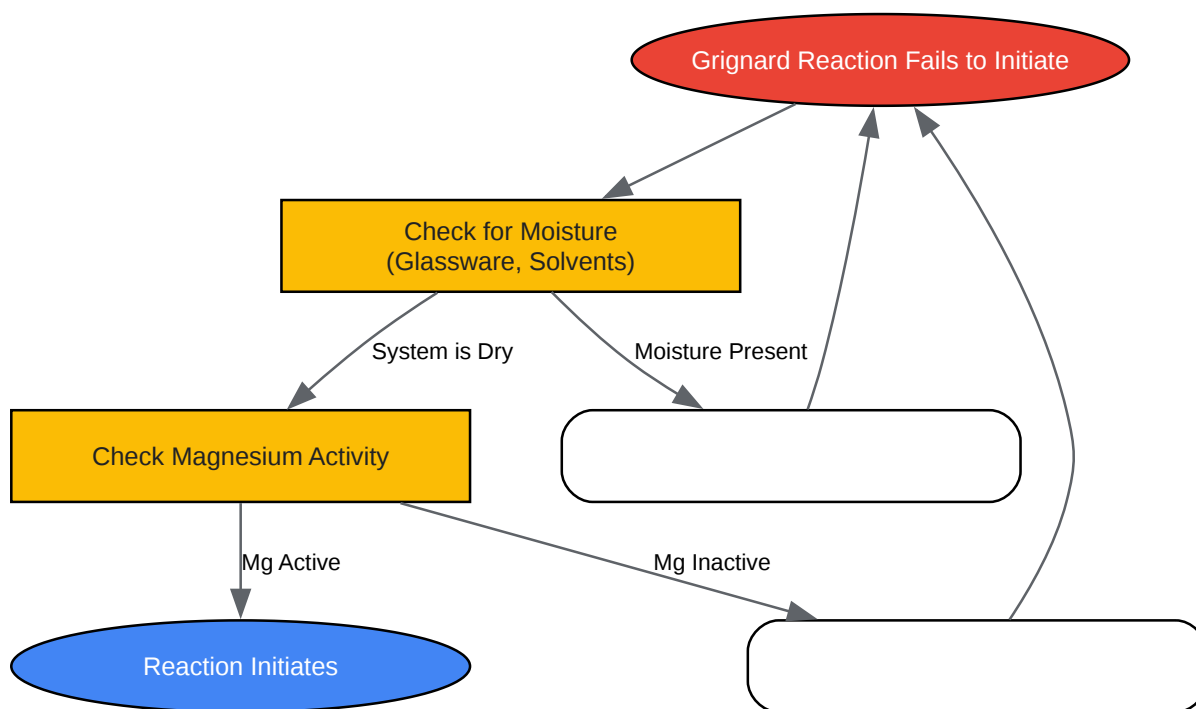 Grignard Reaction Fails to Initiate
Check for Moisture
(Glassware, Solvents)
System is Dry
Moisture Present
Check Magnesium Activity
Mg Active
Mg Inactive
Reaction Initiates